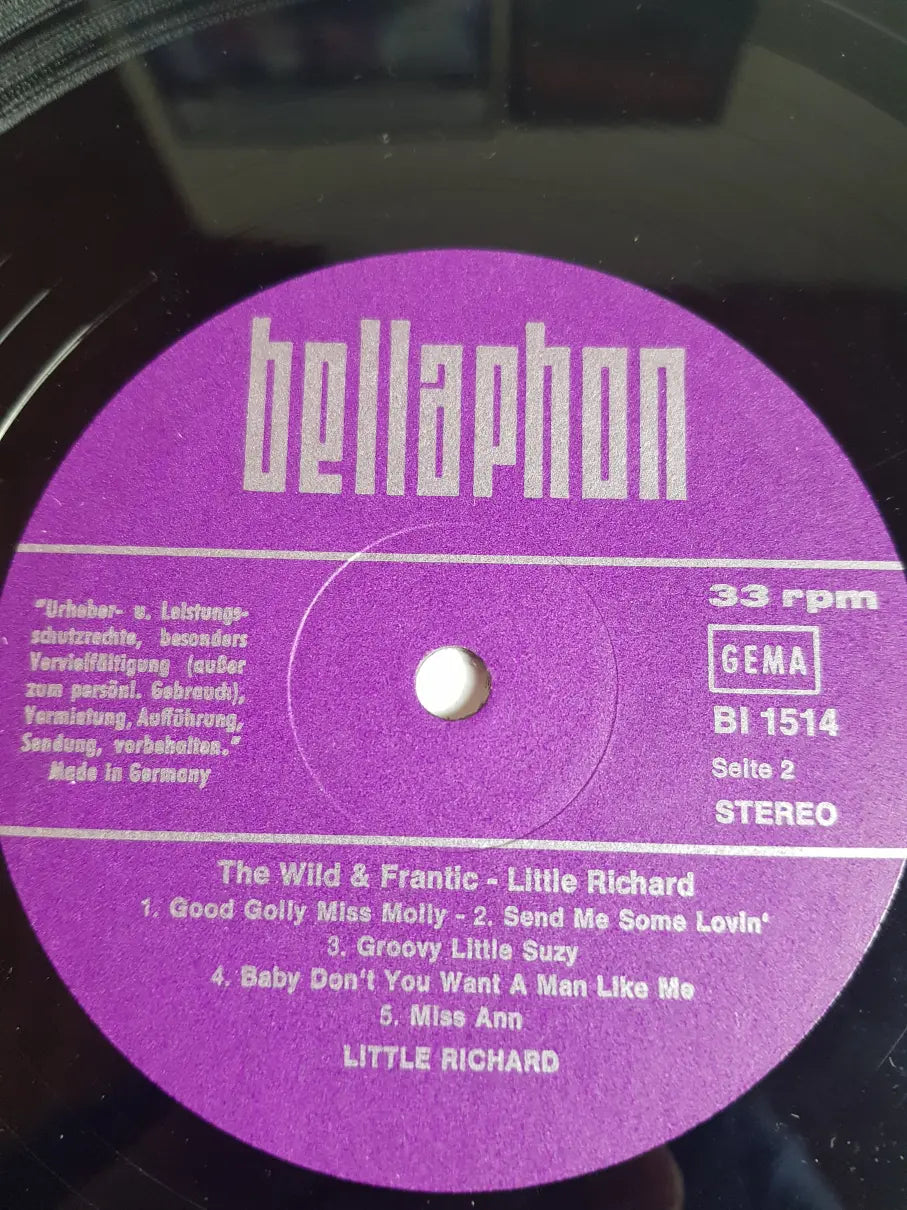 bellaphon
"Urheber- u. Leistungs-
schutzrechte, besonders
Vervielfältigung (außer
zum persönl. Gebrauch),
Vermietung, Aufführung,
Sendung, vorbehalten."
Made in Germany
33 rpm
GEMA
BI 1514
Seite 2
STEREO
The Wild & Frantic - Little Richard
1. Good Golly Miss Molly - 2. Send Me Some Lovin'
3. Groovy Little Suzy
4. Baby Don't You Want A Man Like Me
5. Miss Ann
LITTLE RICHARD